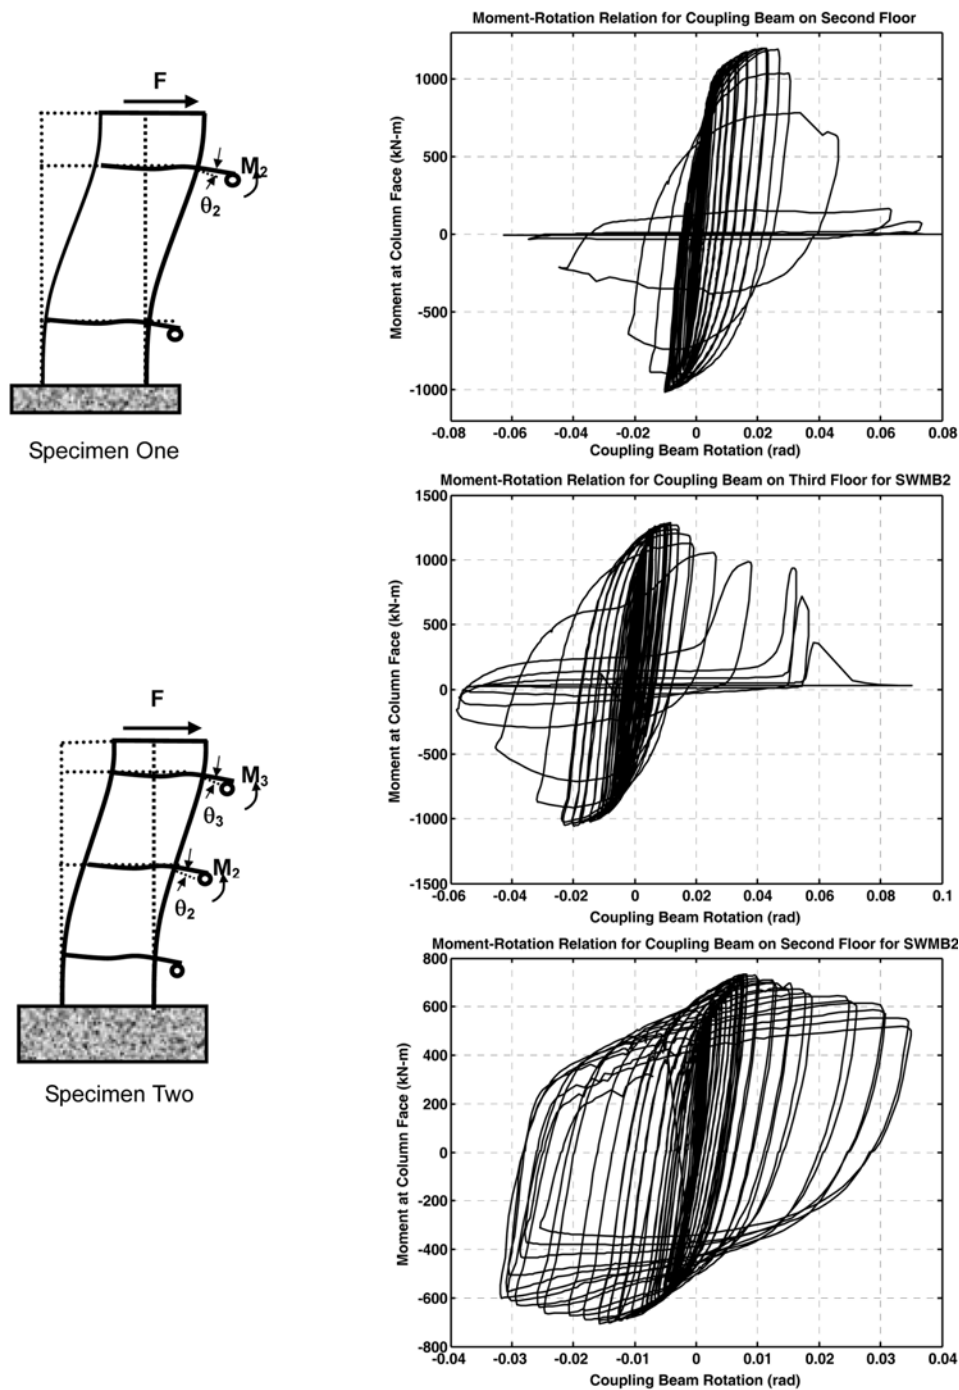 Moment-Rotation Relation for Coupling Beam on Second Floor
F
M2
θ2
Specimen One
Moment at Column Face (kN-m)
1000
500
0
-500
-1000
-0.08 -0.06 -0.04 -0.02 0 0.02 0.04 0.06 0.08
Coupling Beam Rotation (rad)
Moment-Rotation Relation for Coupling Beam on Third Floor for SWMB2
F
M3
θ3
M2
θ2
Specimen Two
Moment at Column Face (kN-m)
1500
1000
500
0
-500
-1000
-1500
-0.06 -0.04 -0.02 0 0.02 0.04 0.06 0.08 0.1
Coupling Beam Rotation (rad)
Moment-Rotation Relation for Coupling Beam on Second Floor for SWMB2
Moment at Column Face (kN-m)
800
600
400
200
0
-200
-400
-600
-800
-0.04 -0.03 -0.02 -0.01 0 0.01 0.02 0.03 0.04
Coupling Beam Rotation (rad)